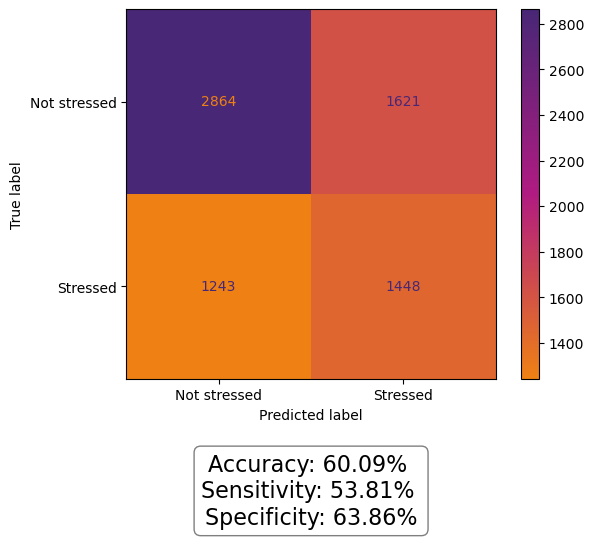 2800
2864
1621
Not stressed
2600
2400
2200
True label
2000
1800
1600
Stressed
1243
1448
1400
Not stressed
Stressed
Predicted label
Accuracy: 60.09%
Sensitivity: 53.81%
Specificity: 63.86%